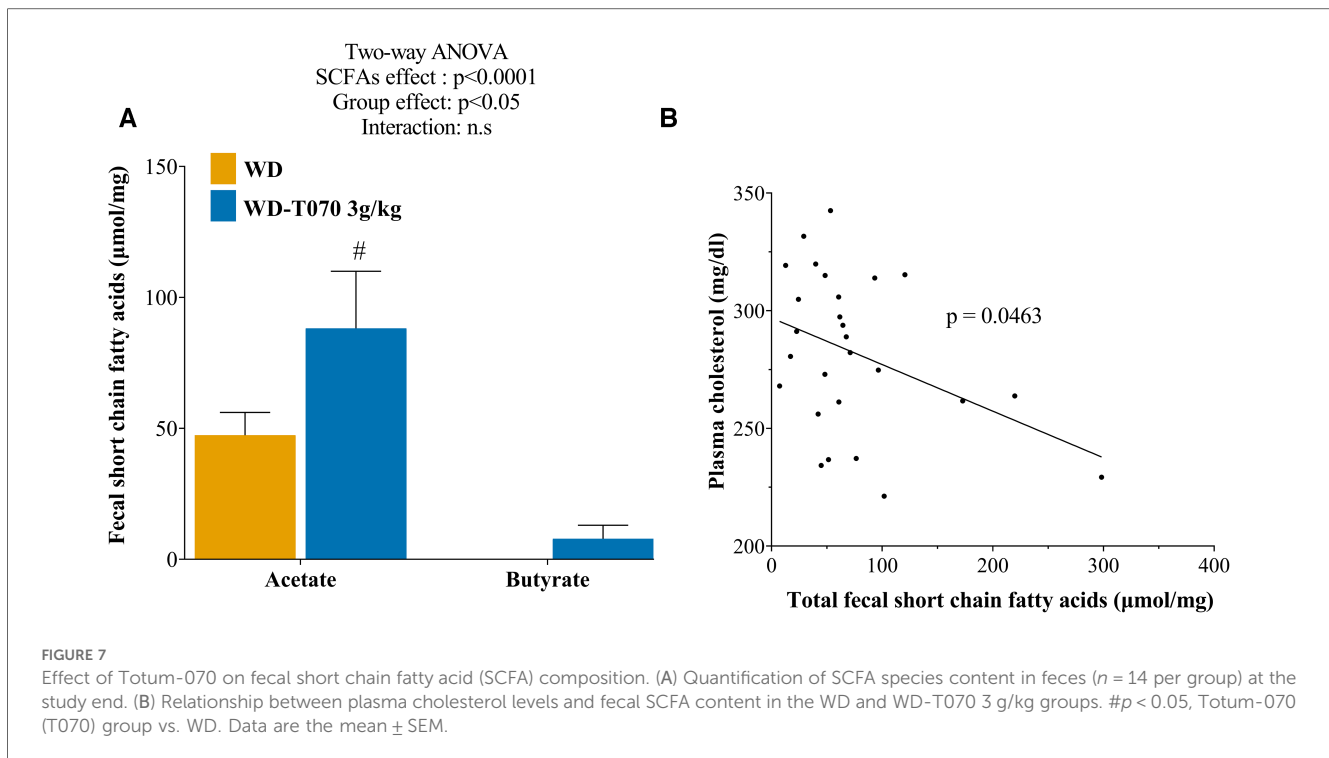 Two-way ANOVA
SCFAs effect : p<0.0001
Group effect: p<0.05
Interaction: n.s
A
WD
WD-T070 3g/kg
#
Fecal short chain fatty acids (µmol/mg)
150
100
50
0
Acetate
Butyrate
B
Plasma cholesterol (mg/dl)
350
300
250
200
p = 0.0463
0
100
200
300
400
Total fecal short chain fatty acids (µmol/mg)
FIGURE 7
Effect of Totum-070 on fecal short chain fatty acid (SCFA) composition. (A) Quantification of SCFA species content in feces (n = 14 per group) at the
study end. (B) Relationship between plasma cholesterol levels and fecal SCFA content in the WD and WD-T070 3 g/kg groups. #p < 0.05, Totum-070
(T070) group vs. WD. Data are the mean ± SEM.